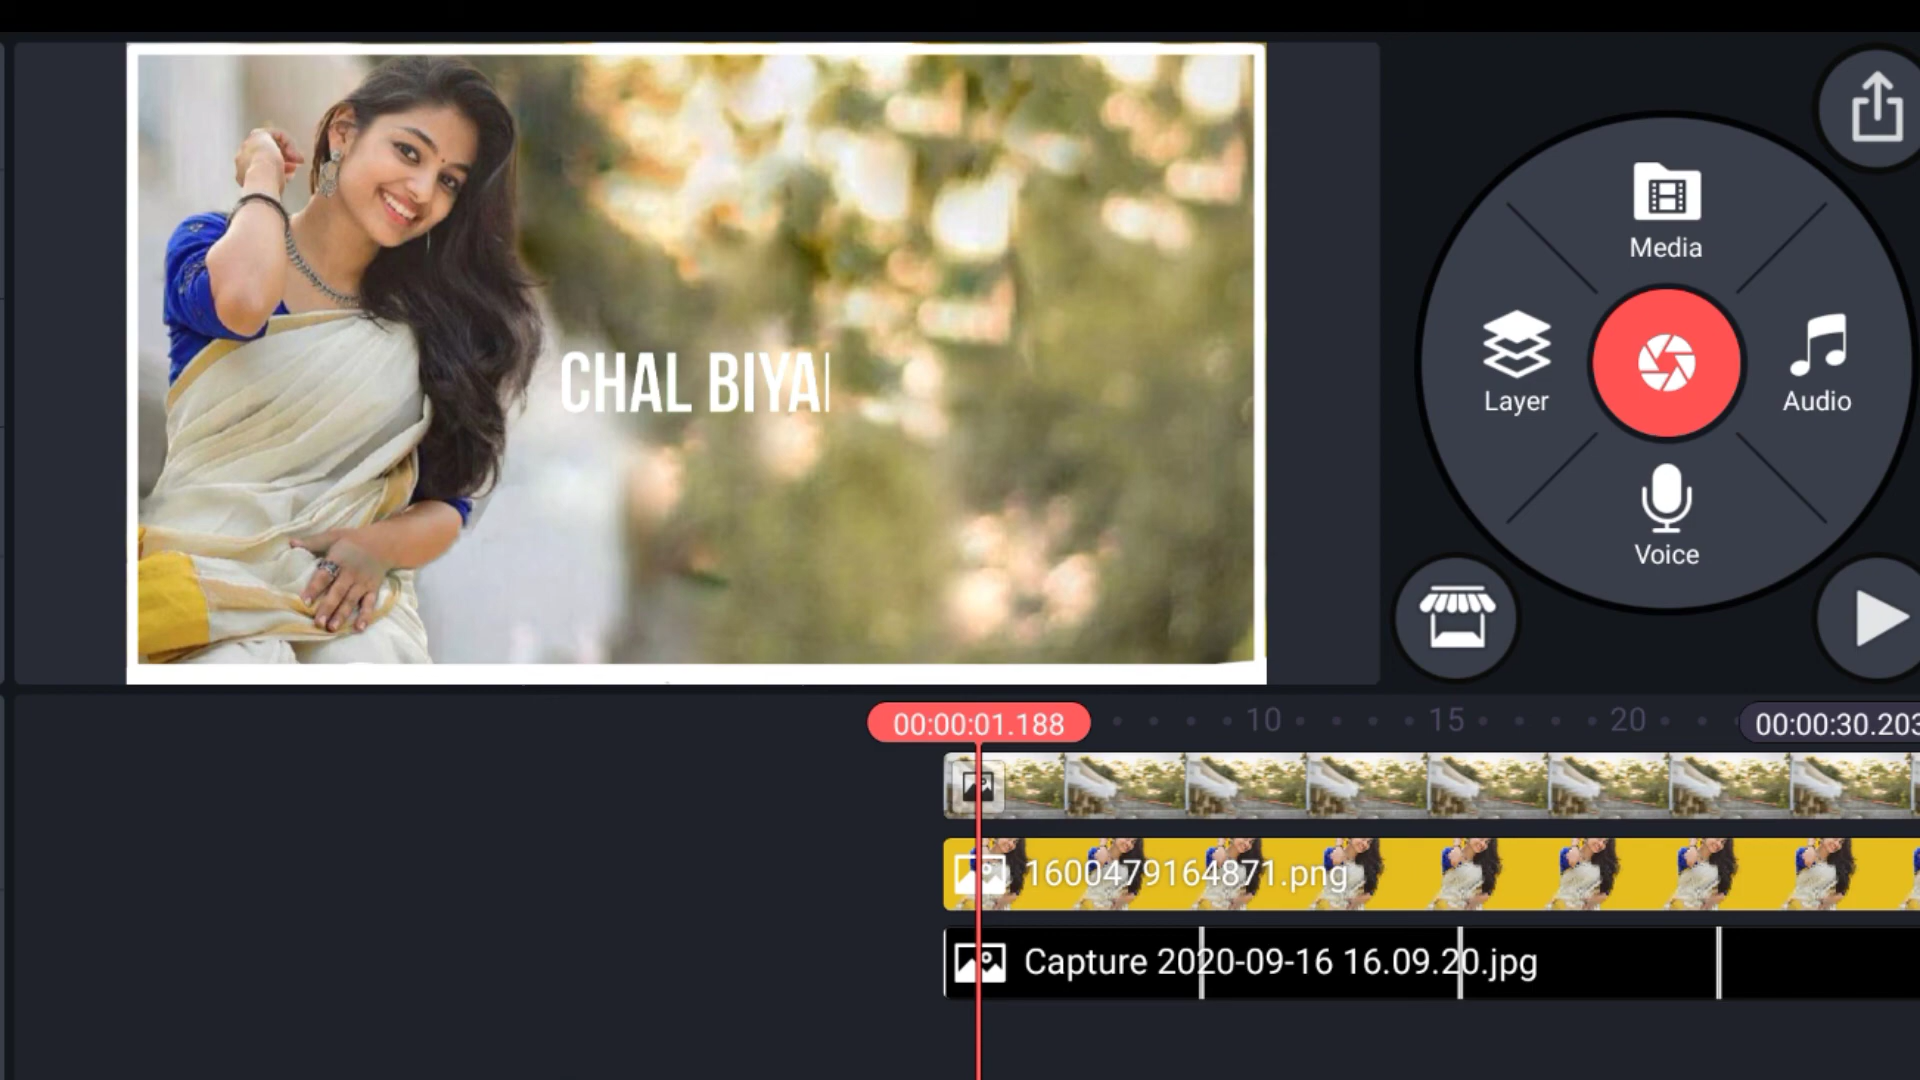 Media
CHAL BIYA
Layer
Audio
Voice
00:00:01.188
10
15
20
00:00:30.203
1600479164871.png
Capture 2020-09-16 16.09.20.jpg